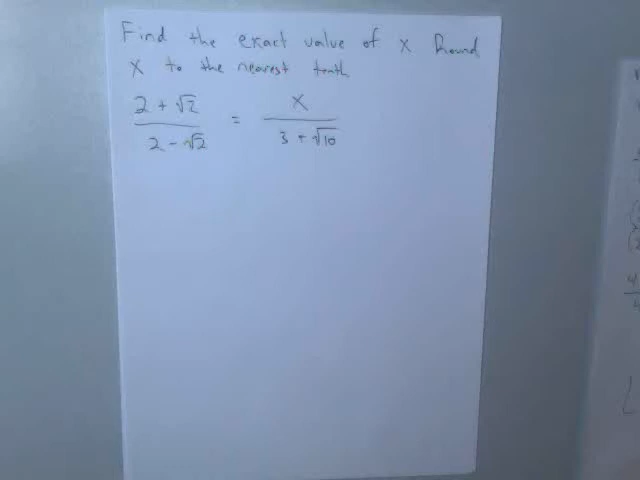 Find the exact value of x Round
x to the nearest tenth
2 + √2 / 2 - √2 = x / 3 + √10